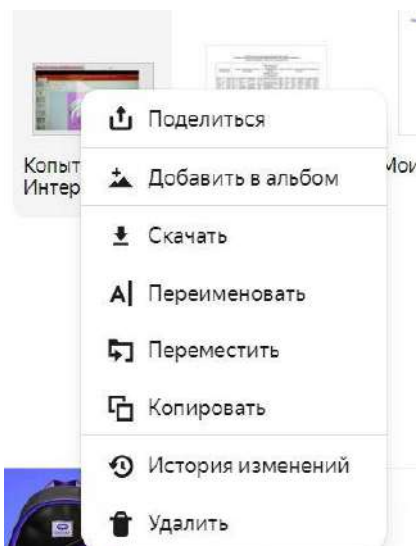 Поделиться
Копыт
Интер
Добавить в альбом
Мои
Скачать
Переименовать
Переместить
Копировать
История изменений
Удалить